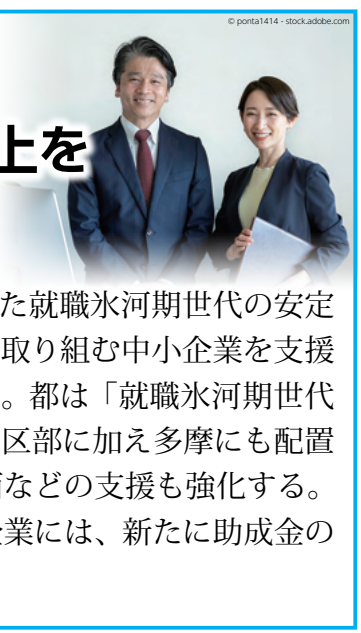 © ponta1414 - stock.adobe.com
上を
た就職氷河期世代の安定
取り組む中小企業を支援
。都は「就職氷河期世代
区部に加え多摩にも配置
などの支援も強化する。
業には、新たに助成金の